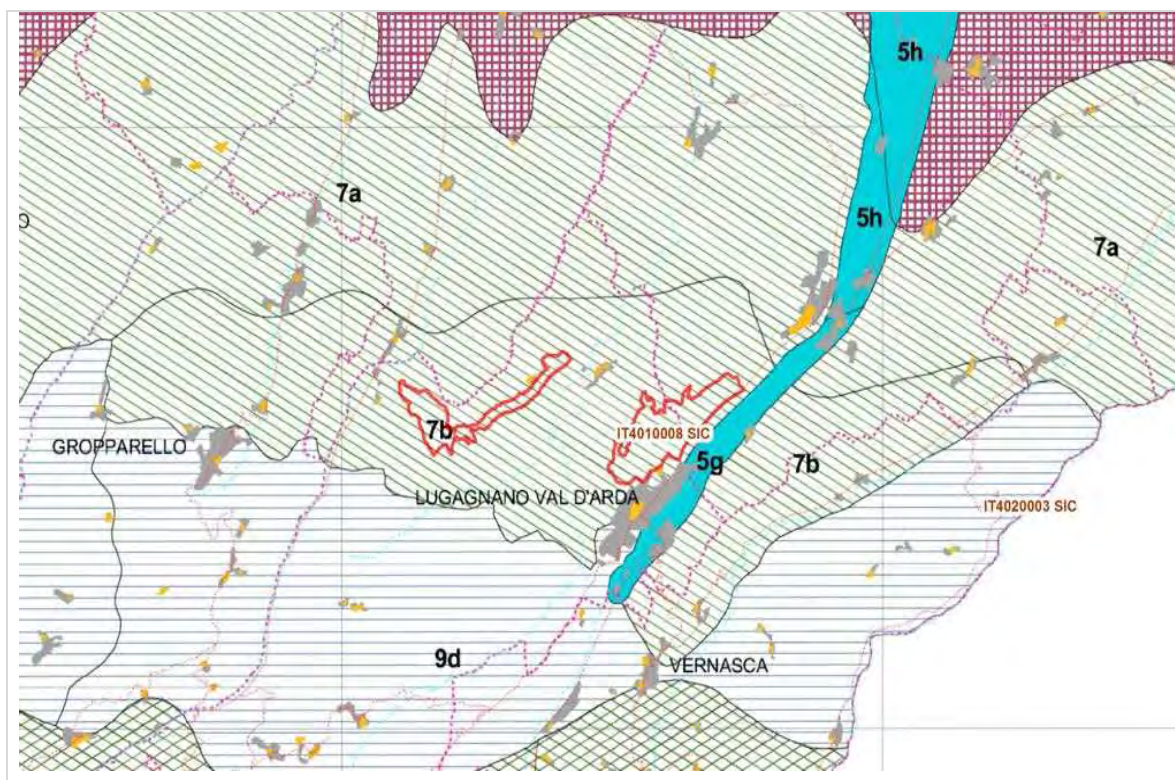 5h
7a
5h
7a
GROPPARELLO
7b
IT4010008 SIC
5g
7b
LUGAGNANO VAL D'ARDA
IT4020003 SIC
9d
VERNASCA